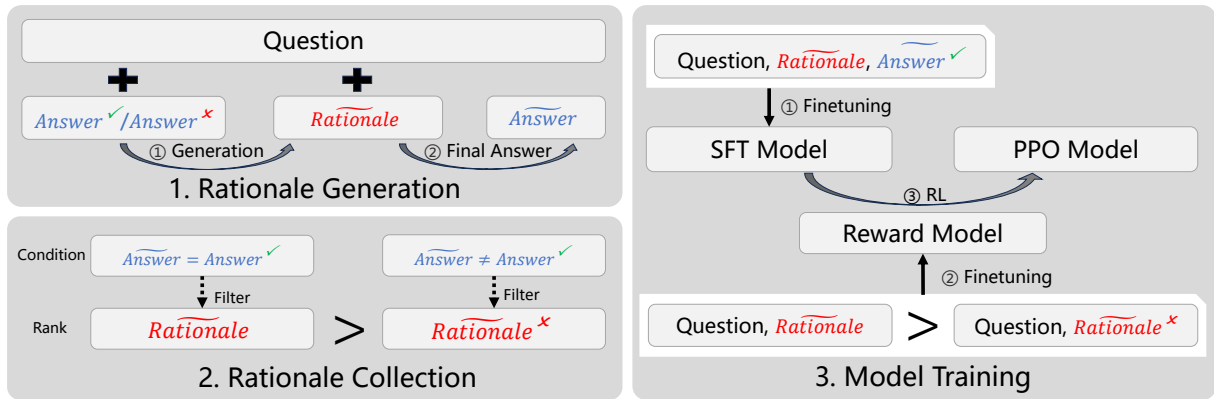 Question
Answer ✓/Answer ✗
Rationale
Answer
① Generation
② Final Answer
1. Rationale Generation
Condition
Answer = Answer ✓
Answer ≠ Answer ✓
Filter
Filter
Rank
Rationale
>
Rationale ✗
2. Rationale Collection
Question, Rationale, Answer ✓
① Finetuning
SFT Model
PPO Model
③ RL
Reward Model
② Finetuning
Question, Rationale
>
Question, Rationale ✗
3. Model Training